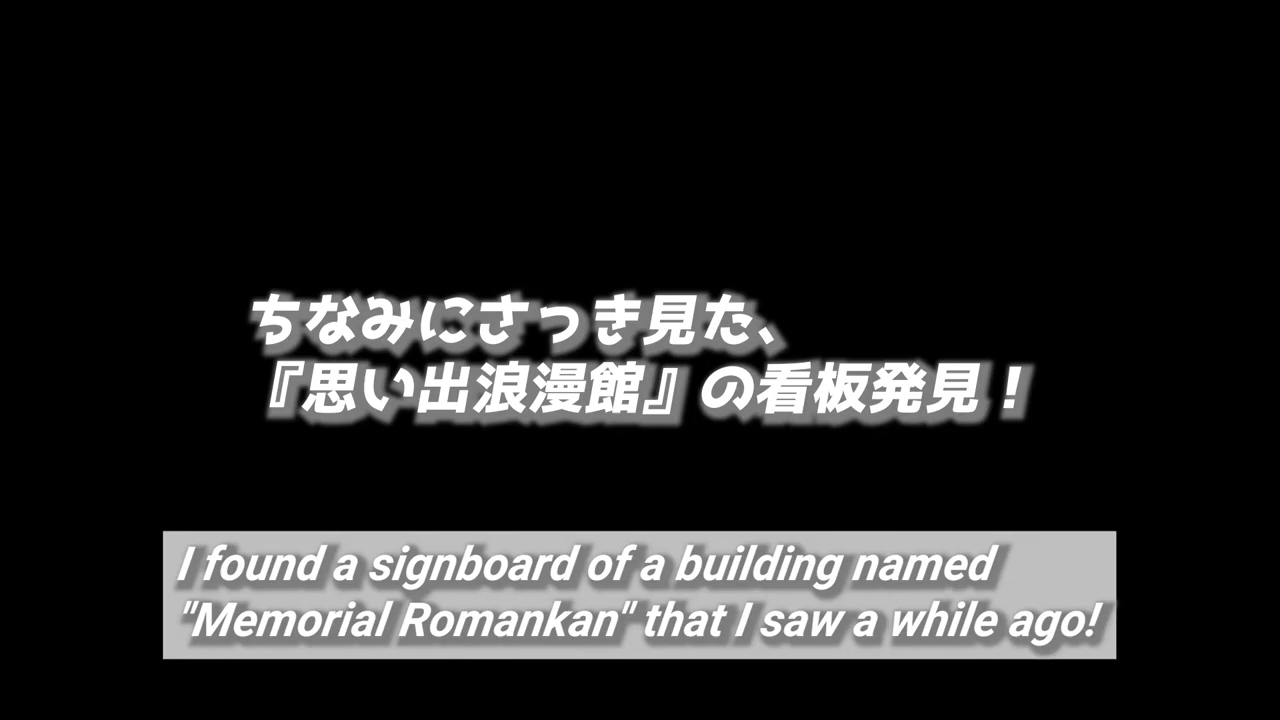 ちなみにさっき見た、
『思い出浪漫館』の看板発見！
I found a signboard of a building named
"Memorial Romankan" that I saw a while ago!